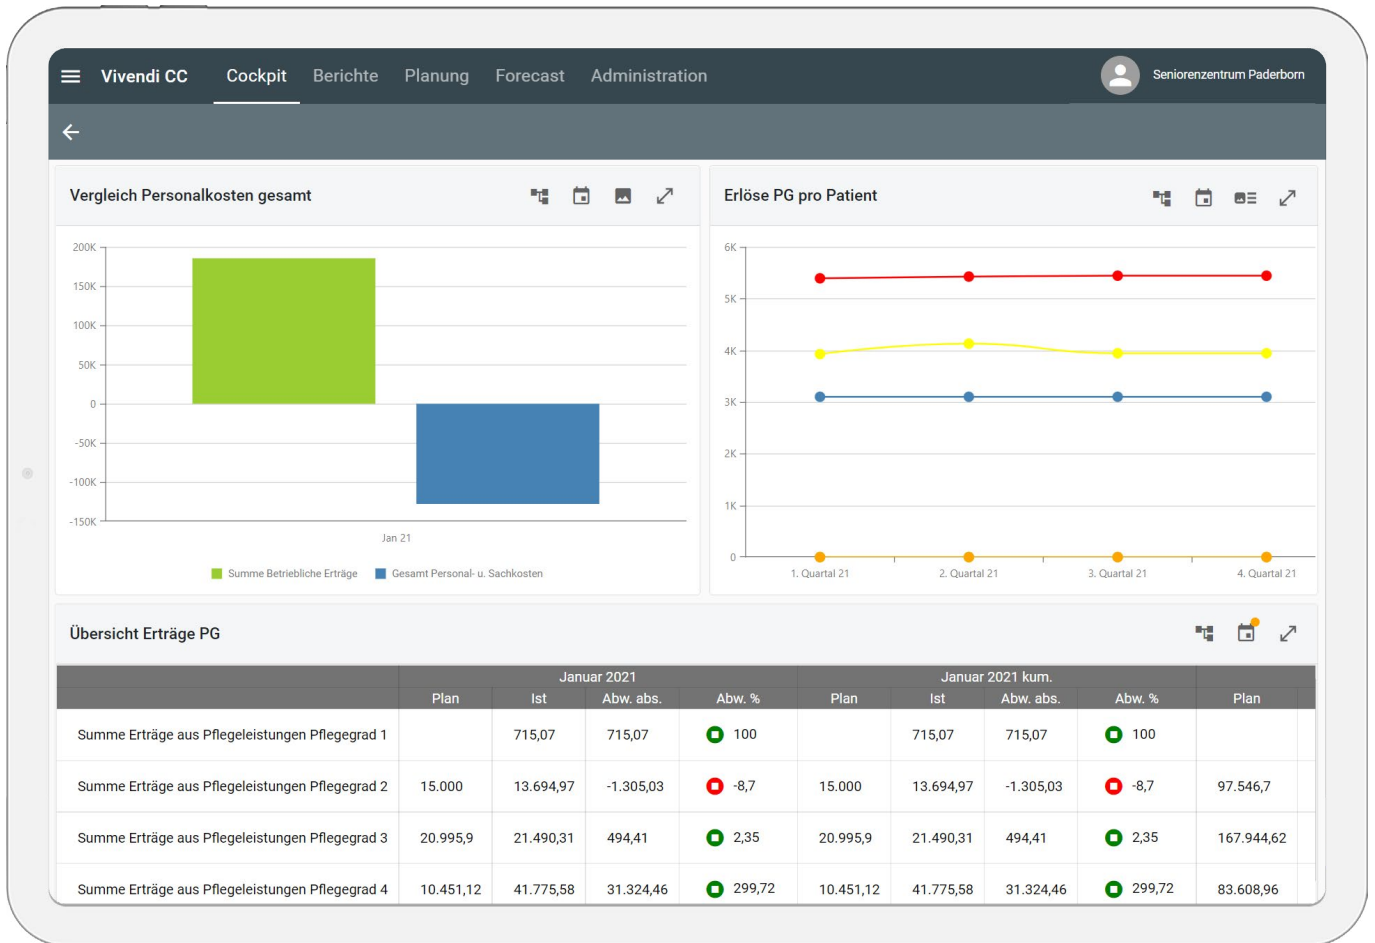 Vivendi CC Cockpit Berichte Planung Forecast Administration Seniorenzentrum Paderborn
Vergleich Personalkosten gesamt
200K
150K
100K
50K
0
-50K
-100K
-150K
Jan 21
Summe Betriebliche Erträge Gesamt Personal- u. Sachkosten
Erlöse PG pro Patient
6K
5K
4K
3K
2K
1K
0
1. Quartal 21 2. Quartal 21 3. Quartal 21 4. Quartal 21
Übersicht Erträge PG
Januar 2021 Januar 2021 kum.
Plan Ist Abw. abs. Abw. % Plan Ist Abw. abs. Abw. % Plan
Summe Erträge aus Pflegeleistungen Pflegegrad 1 715,07 715,07 100 715,07 715,07 100
Summe Erträge aus Pflegeleistungen Pflegegrad 2 15.000 13.694,97 -1.305,03 -8,7 15.000 13.694,97 -1.305,03 -8,7 97.546,7
Summe Erträge aus Pflegeleistungen Pflegegrad 3 20.995,9 21.490,31 494,41 2,35 20.995,9 21.490,31 494,41 2,35 167.944,62
Summe Erträge aus Pflegeleistungen Pflegegrad 4 10.451,12 41.775,58 31.324,46 299,72 10.451,12 41.775,58 31.324,46 299,72 83.608,96